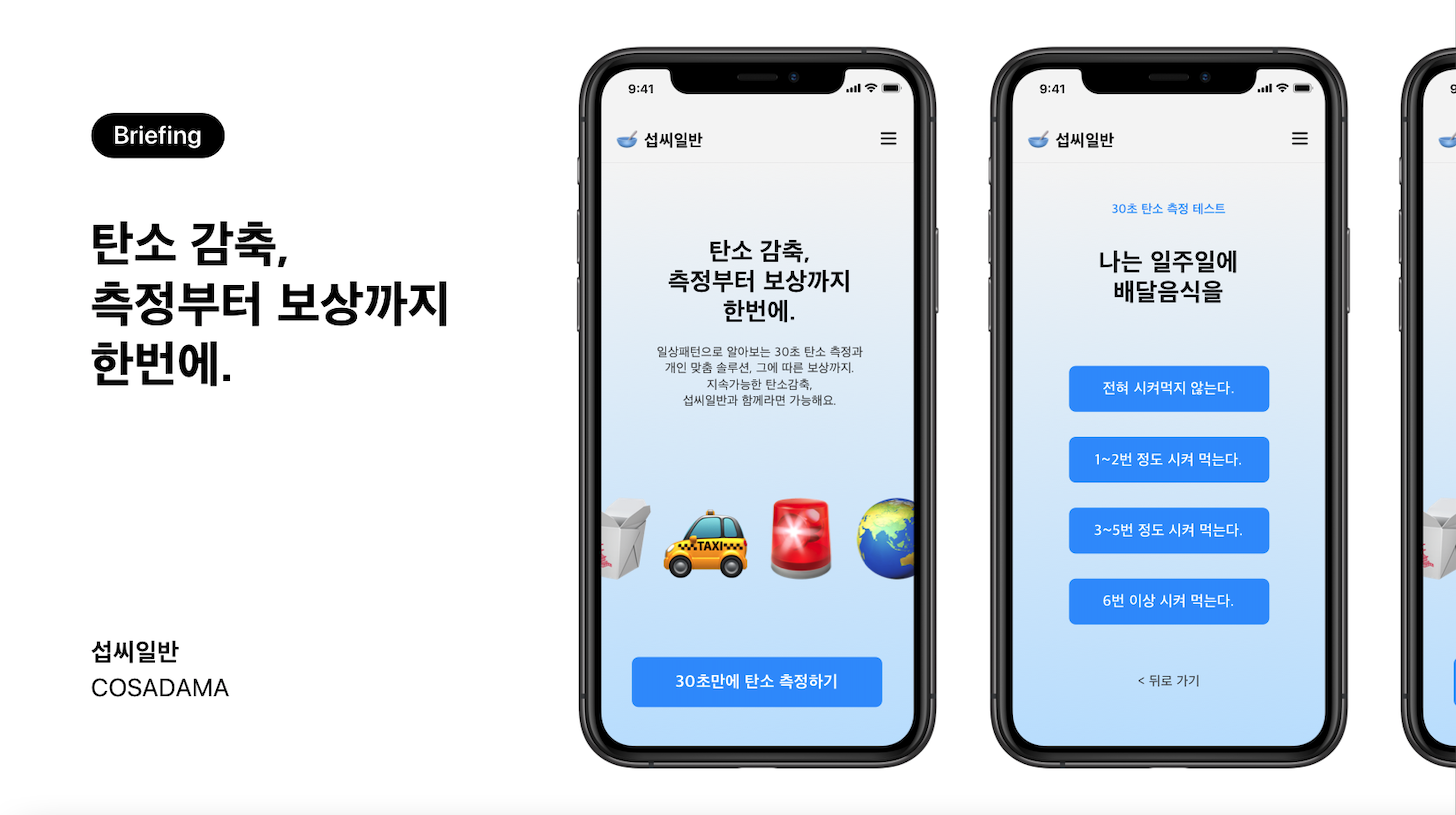 Briefing
탄소 감축,
측정부터 보상까지
한번에.
섭씨일반
COSADAMA
9:41
섭씨일반
탄소 감축,
측정부터 보상까지
한번에.
일상패턴으로 알아보는 30초 탄소 측정과
개인 맞춤 솔루션, 그에 따른 보상까지.
지속가능한 탄소감축,
섭씨일반과 함께라면 가능해요.
TAXI
30초만에 탄소 측정하기
9:41
섭씨일반
30초 탄소 측정 테스트
나는 일주일에
배달음식을
전혀 시켜먹지 않는다.
1~2번 정도 시켜 먹는다.
3~5번 정도 시켜 먹는다.
6번 이상 시켜 먹는다.
< 뒤로 가기